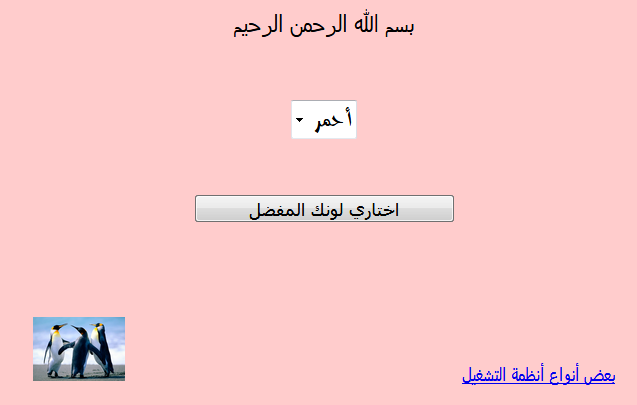 بسم الله الرحمن الرحيم
أحمر
اختاري لونك المفضل
بعض أنواع أنظمة التشغيل